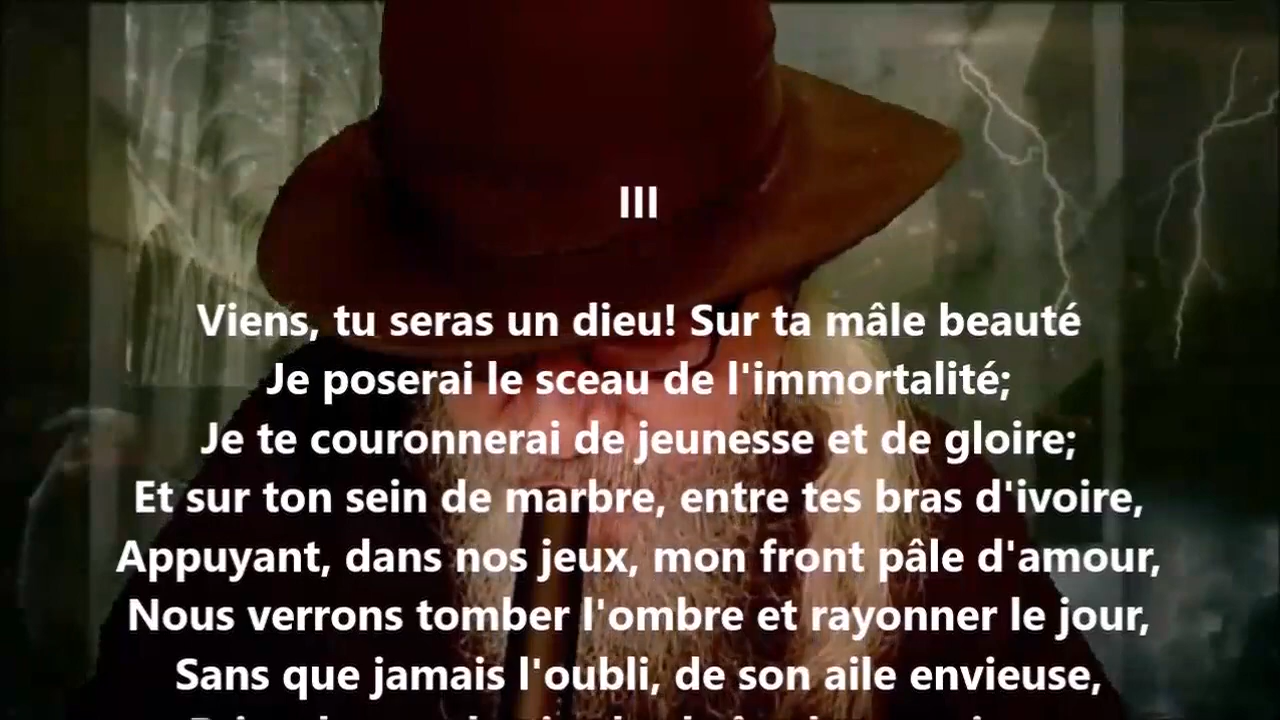 III
Viens, tu seras un dieu! Sur ta mâle beauté
Je poserai le sceau de l'immortalité;
Je te couronnerai de jeunesse et de gloire;
Et sur ton sein de marbre, entre tes bras d'ivoire,
Appuyant, dans nos jeux, mon front pâle d'amour,
Nous verrons tomber l'ombre et rayonner le jour,
Sans que jamais l'oubli, de son aile envieuse,